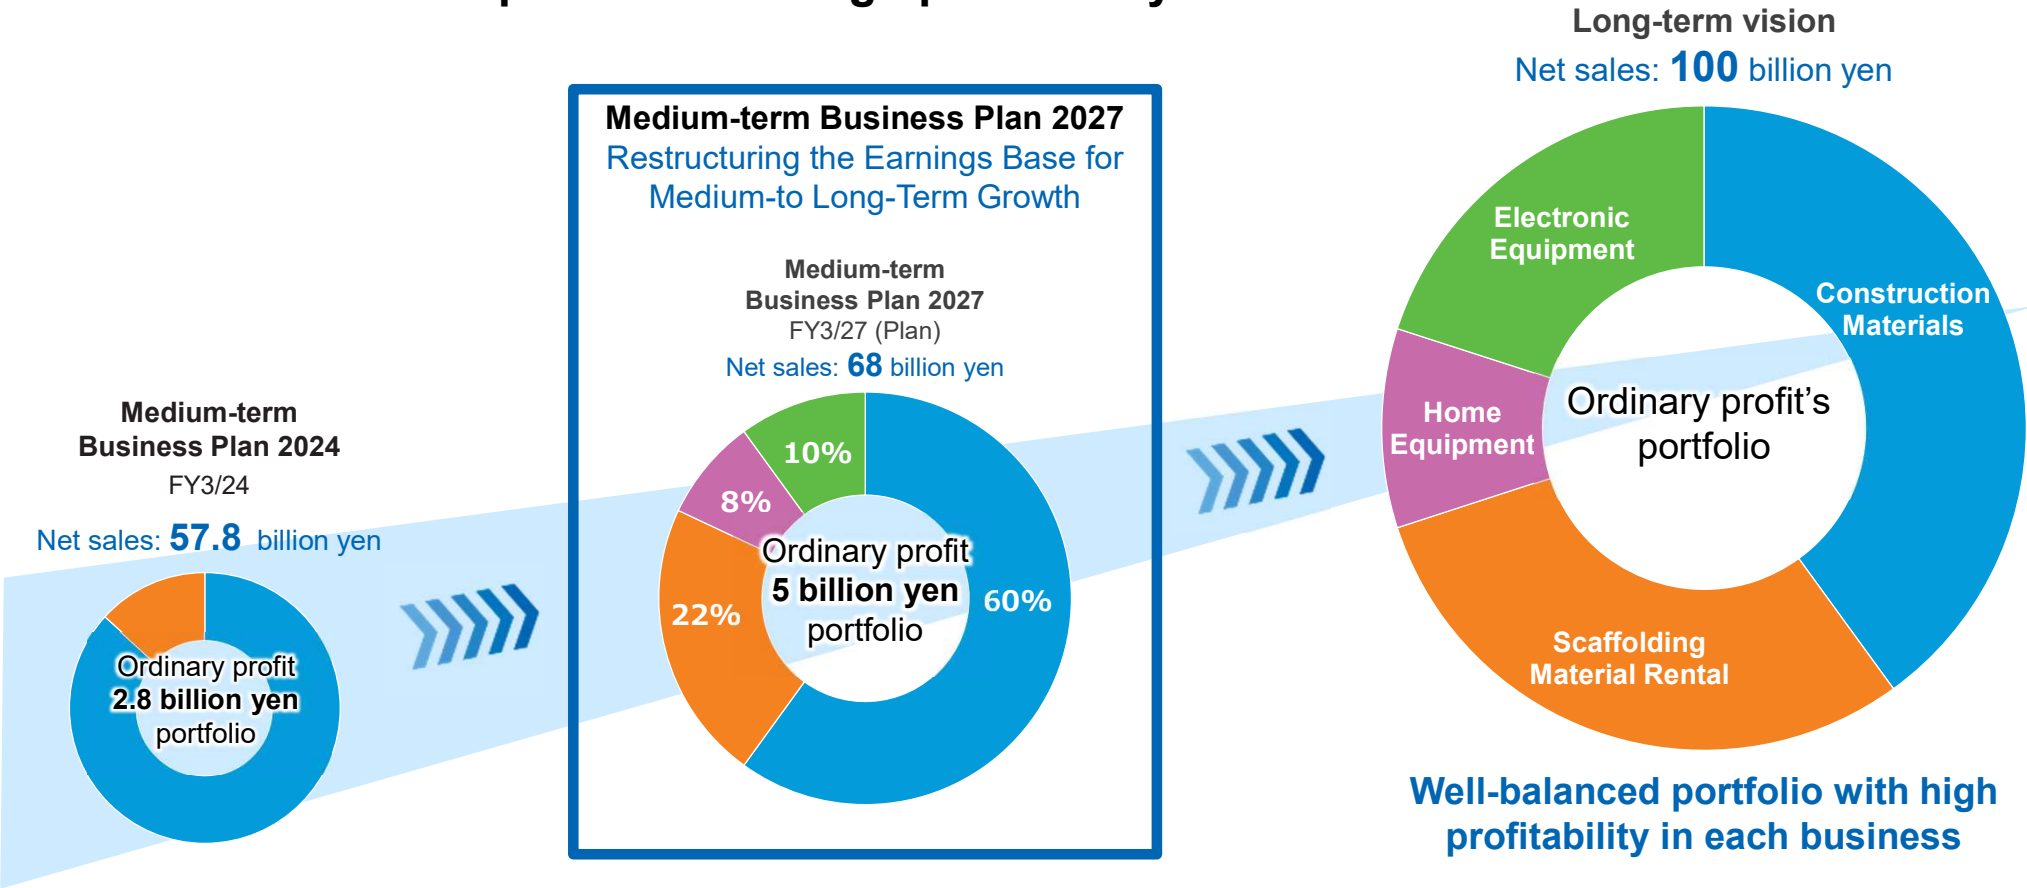 Long-term vision
Net sales: 100 billion yen
Medium-term Business Plan 2027
Restructuring the Earnings Base for
Medium-to Long-Term Growth
Medium-term
Business Plan 2027
FY3/27 (Plan)
Net sales: 68 billion yen
10%
8%
22%
60%
Ordinary profit
5 billion yen
portfolio
Medium-term
Business Plan 2024
FY3/24
Net sales: 57.8 billion yen
Ordinary profit
2.8 billion yen
portfolio
Electronic
Equipment
Construction
Materials
Home
Equipment
Ordinary profit’s
portfolio
Scaffolding
Material Rental
Well-balanced portfolio with high
profitability in each business